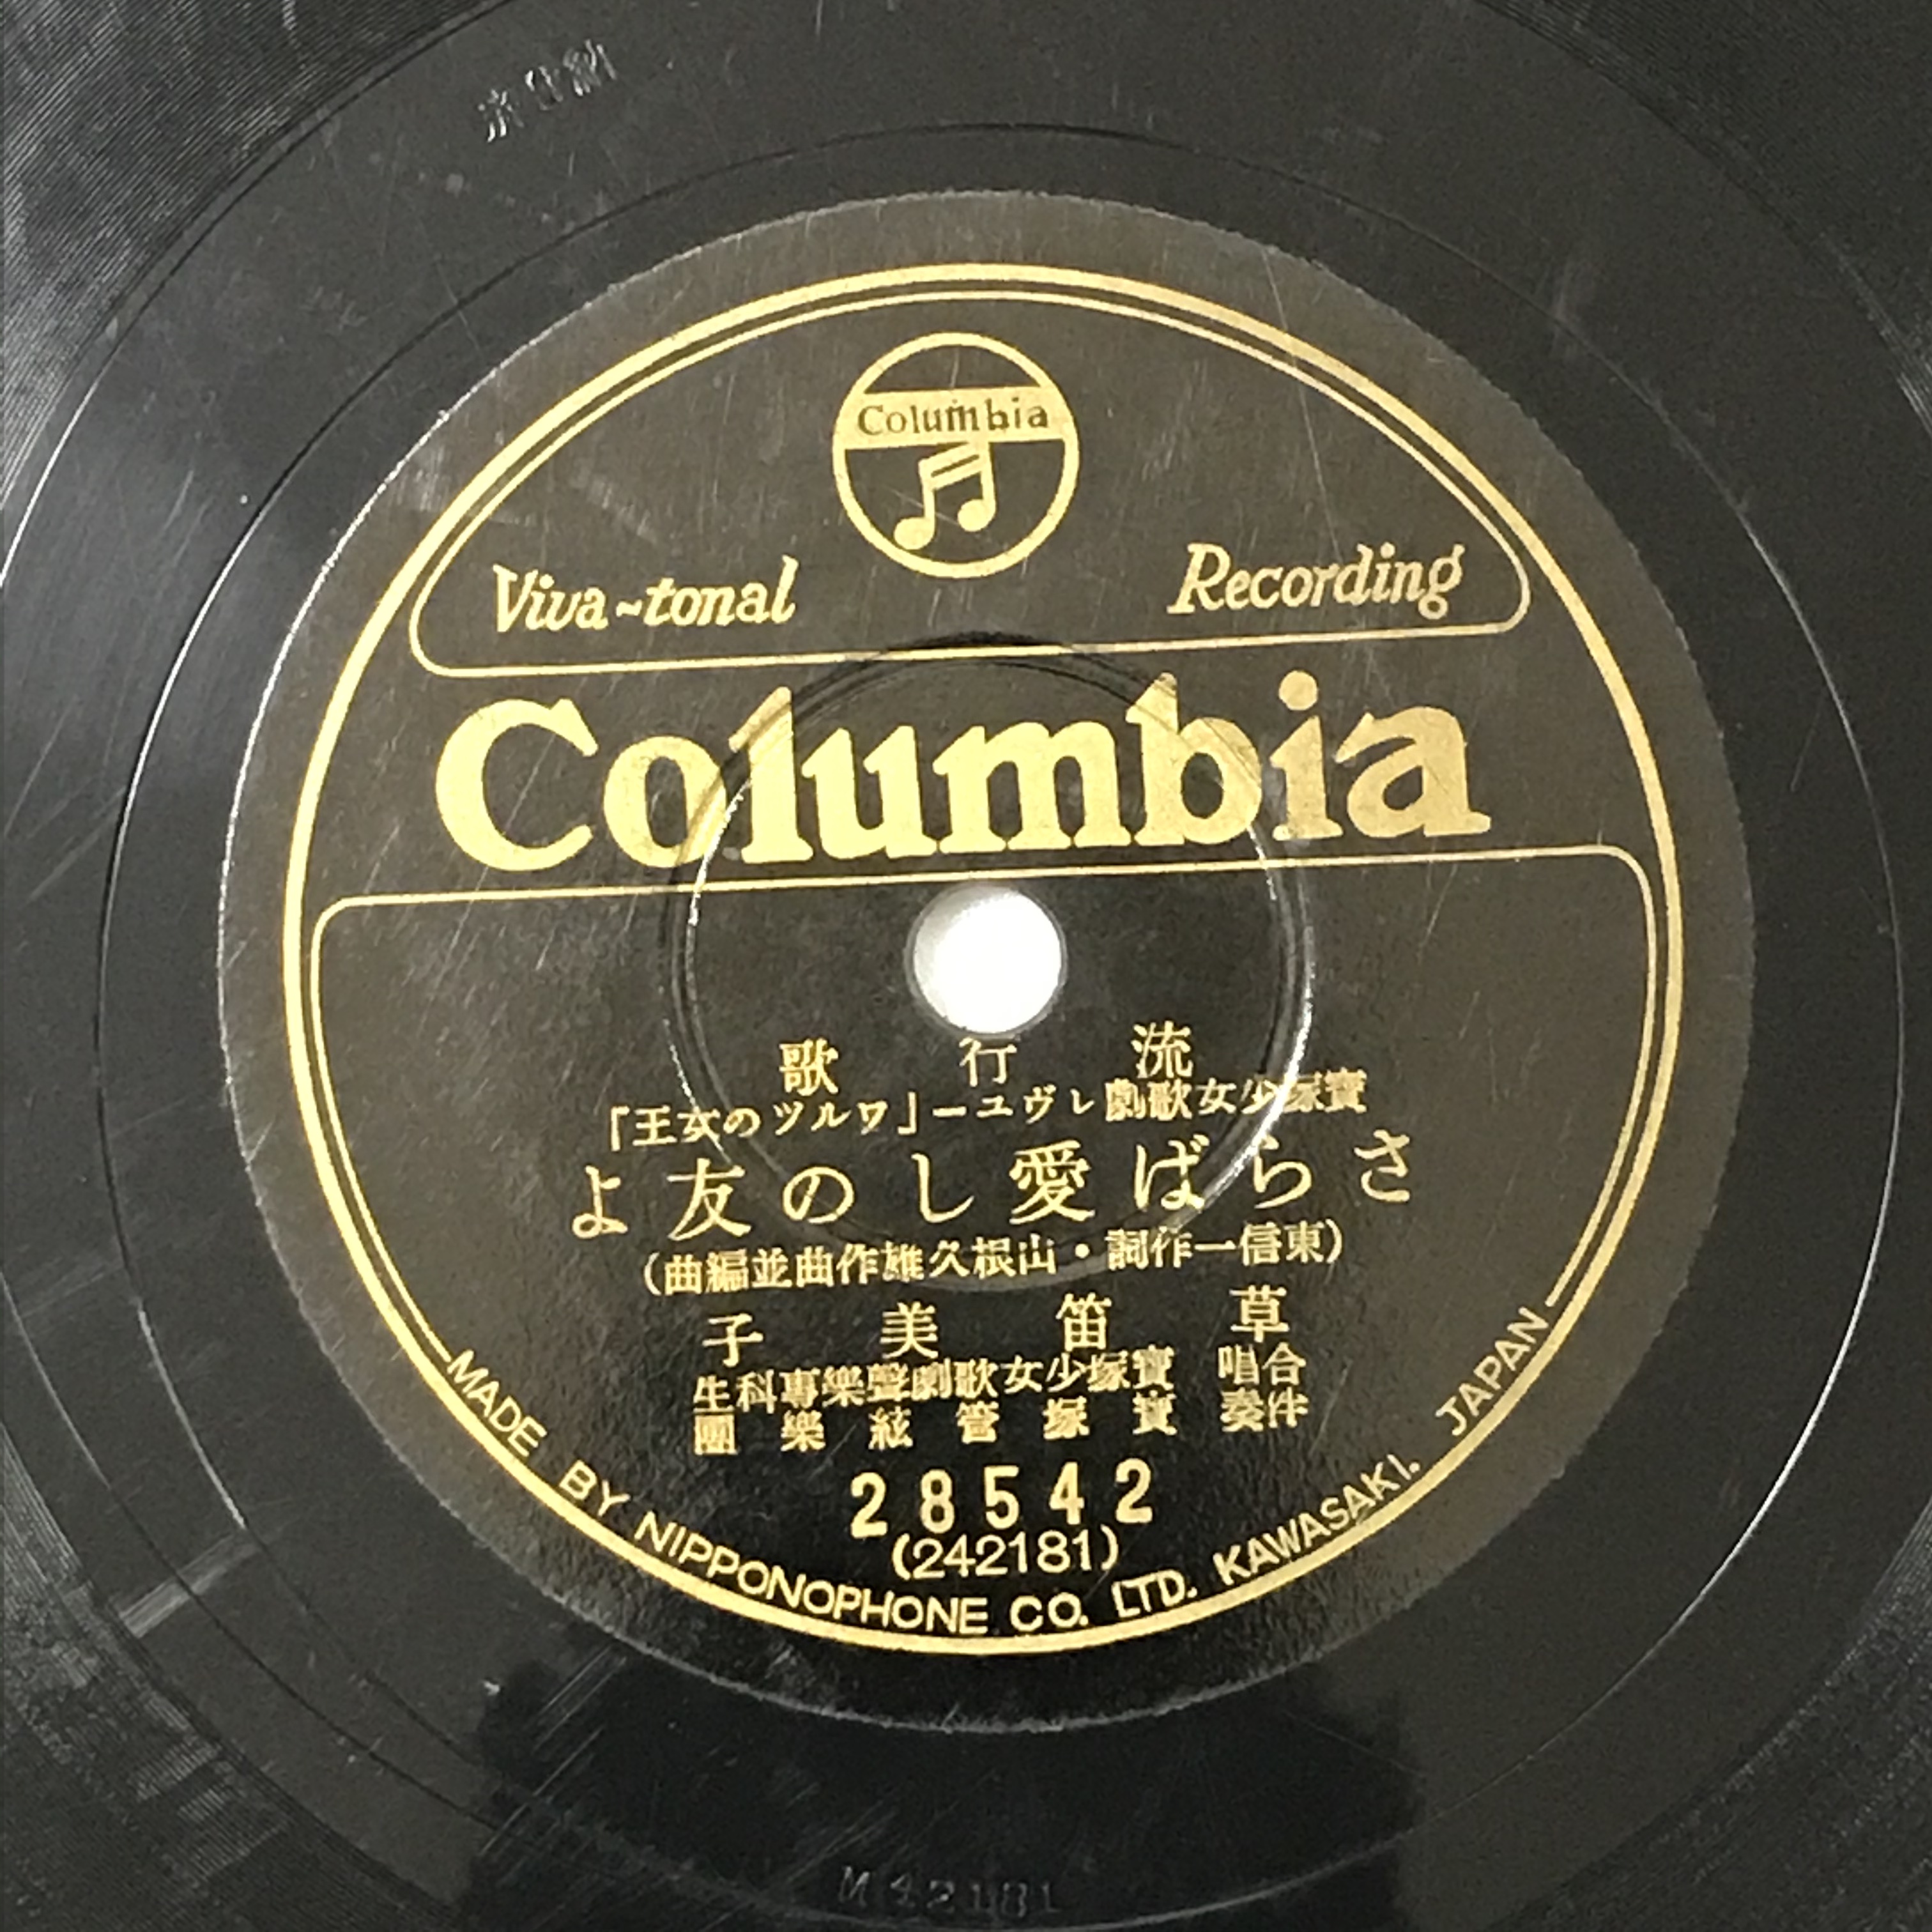 Columbia
Viva-tonal Recording
Columbia
流行歌
寶塚少女歌劇レヴユー「ワルツの女王」
さらば愛しの友よ
(東信一作詞・山根久雄作曲並編曲)
草笛美子
合唱 寶塚少女歌劇聲樂專科生
伴奏 寶塚管絃樂團
28542
(242181)
MADE BY NIPPONOPHONE CO. LTD. KAWASAKI. JAPAN
M42181